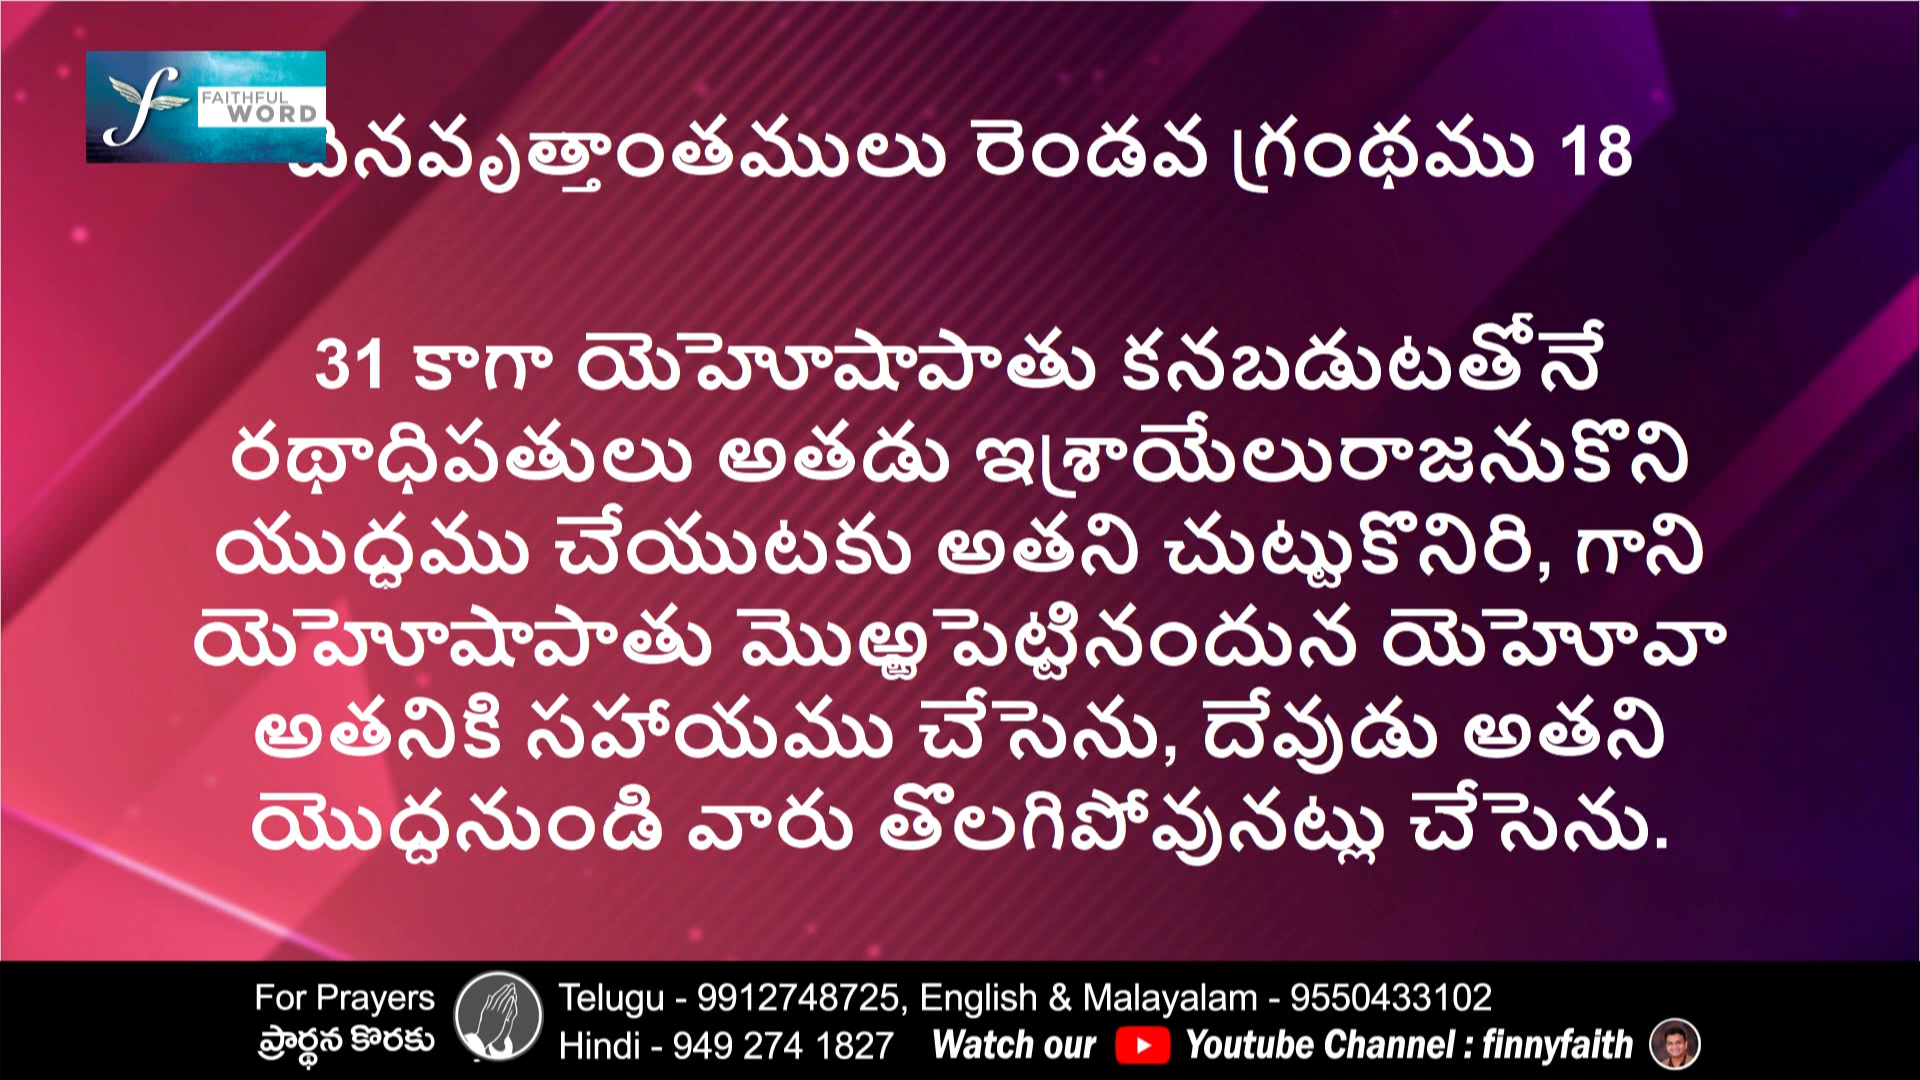 FAITHFUL
WORD
దినవృత్తాంతములు రెండవ గ్రంథము 18
31 కాగా యెహోషాపాతు కనబడుటతోనే
రథాధిపతులు అతడు ఇశ్రాయేలురాజనుకొని
యుద్ధము చేయుటకు అతని చుట్టుకొనిరి, గాని
యెహోషాపాతు మొఱ్ఱపెట్టినందున యెహోవా
అతనికి సహాయము చేసెను, దేవుడు అతని
యొద్దనుండి వారు తొలగిపోవునట్లు చేసెను.
For Prayers
ప్రార్థన కొరకు
Telugu - 9912748725, English & Malayalam - 9550433102
Hindi - 949 274 1827 Watch our Youtube Channel : finnyfaith